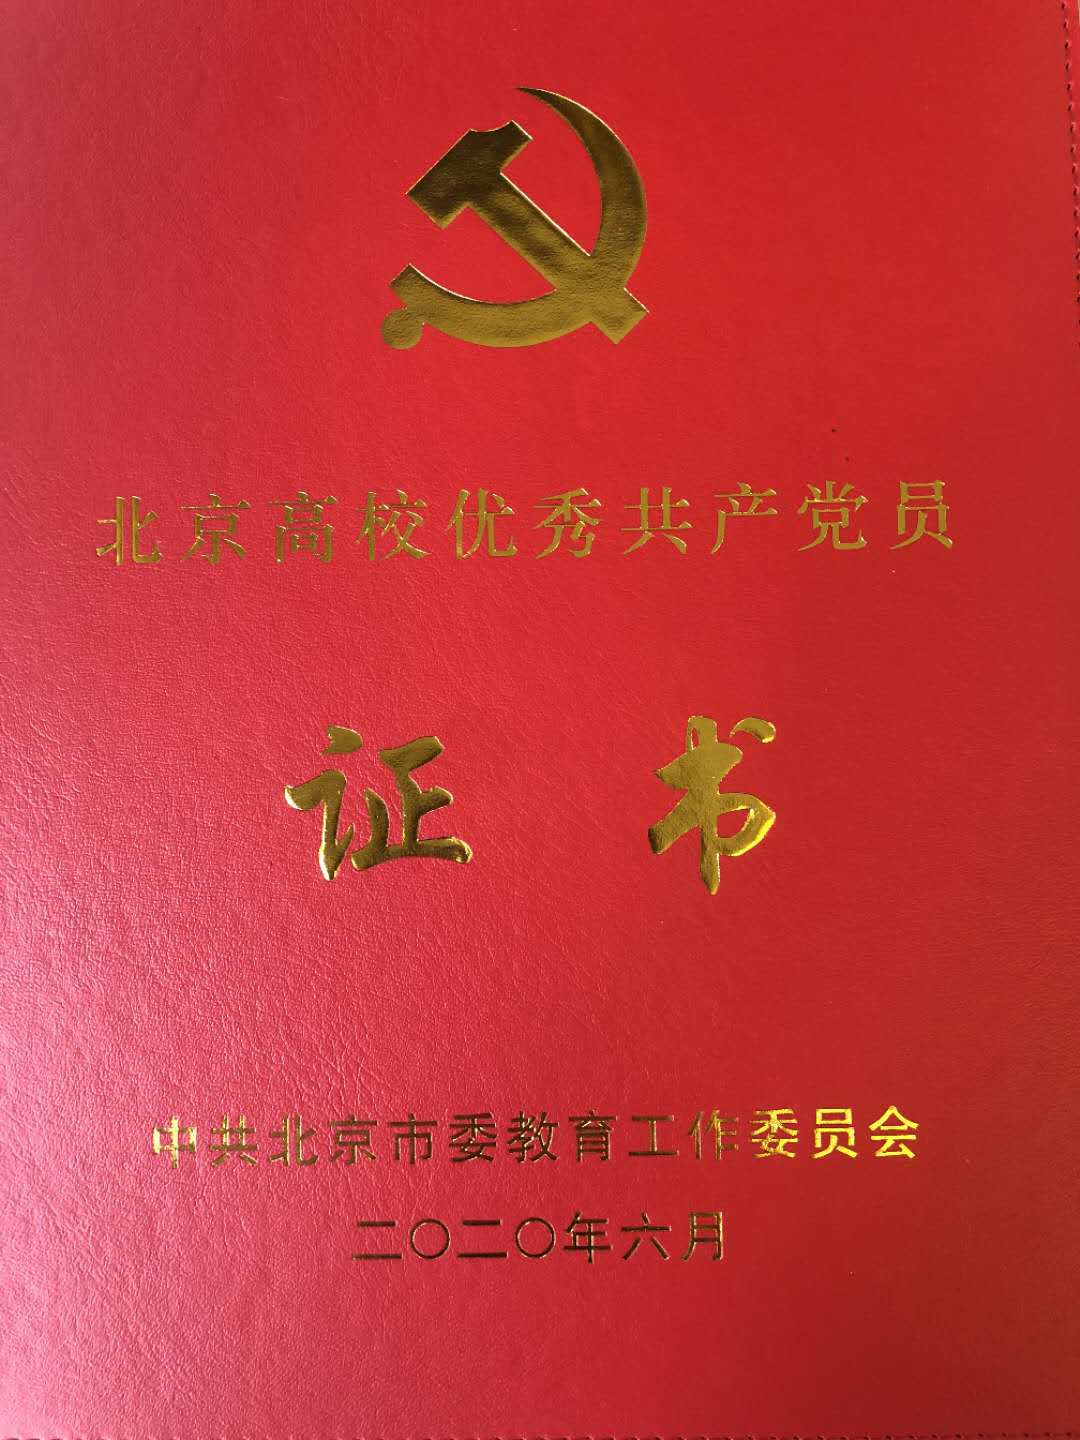 北京高校优秀共产党员
证书
中共北京市委教育工作委员会
二〇二〇年六月